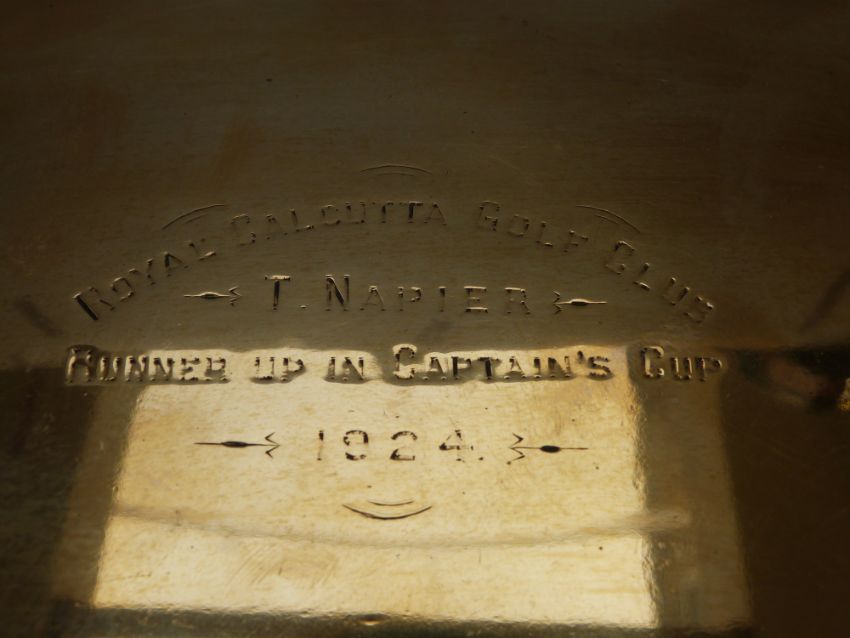 ROYAL CALCUTTA GOLF CLUB
T. NAPIER
RUNNER UP IN CAPTAIN'S CUP
1924.